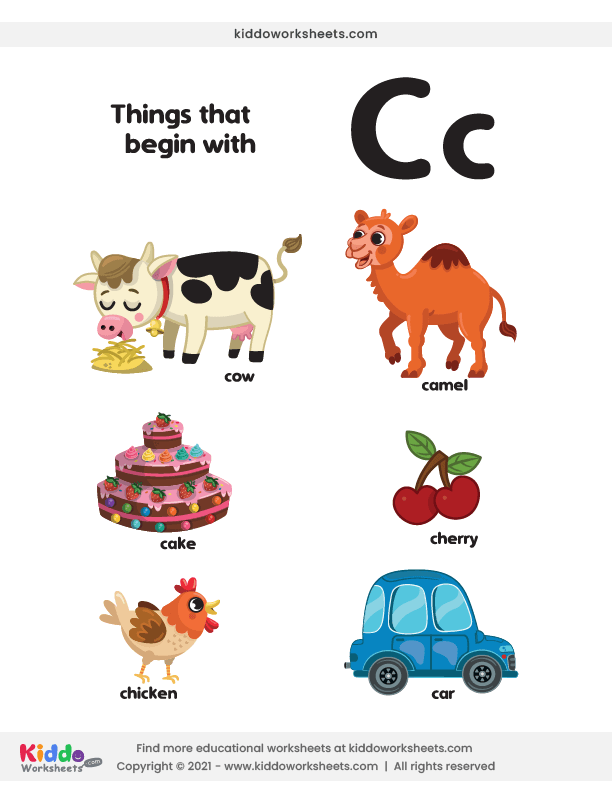 kiddoworksheets.com
Things that
begin with
Cc
cow
camel
cake
cherry
chicken
car
Kiddo
Worksheets.com
Find more educational worksheets at kiddoworksheets.com
Copyright © 2021 - www.kiddoworksheets.com | All rights reserved